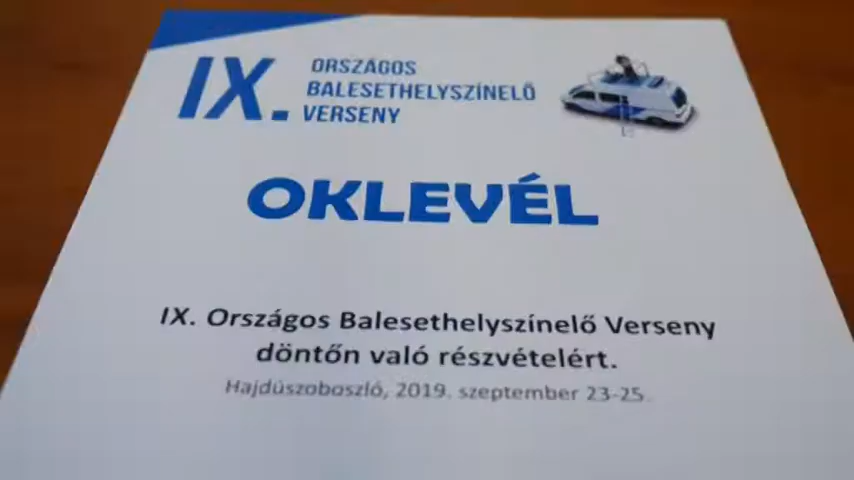 IX. ORSZÁGOS
BALESETHELYSZÍNELŐ
VERSENY
OKLEVÉL
IX. Országos Balesethelyszínelő Verseny
döntőn való részvételért.
Hajdúszoboszló, 2019. szeptember 23-25.